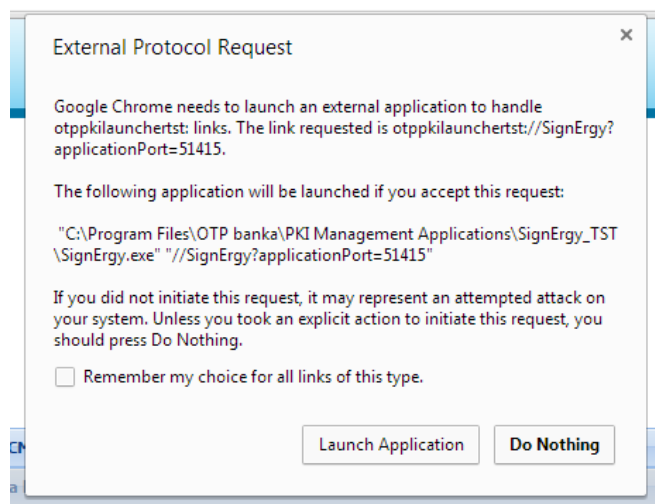 External Protocol Request
Google Chrome needs to launch an external application to handle
otppkilaunchertst: links. The link requested is otppkilaunchertst://SignErgy?
applicationPort=51415.
The following application will be launched if you accept this request:
"C:\Program Files\OTP banka\PKI Management Applications\SignErgy_TST
\SignErgy.exe" "//SignErgy?applicationPort=51415"
If you did not initiate this request, it may represent an attempted attack on
your system. Unless you took an explicit action to initiate this request, you
should press Do Nothing.
Remember my choice for all links of this type.
Launch Application
Do Nothing